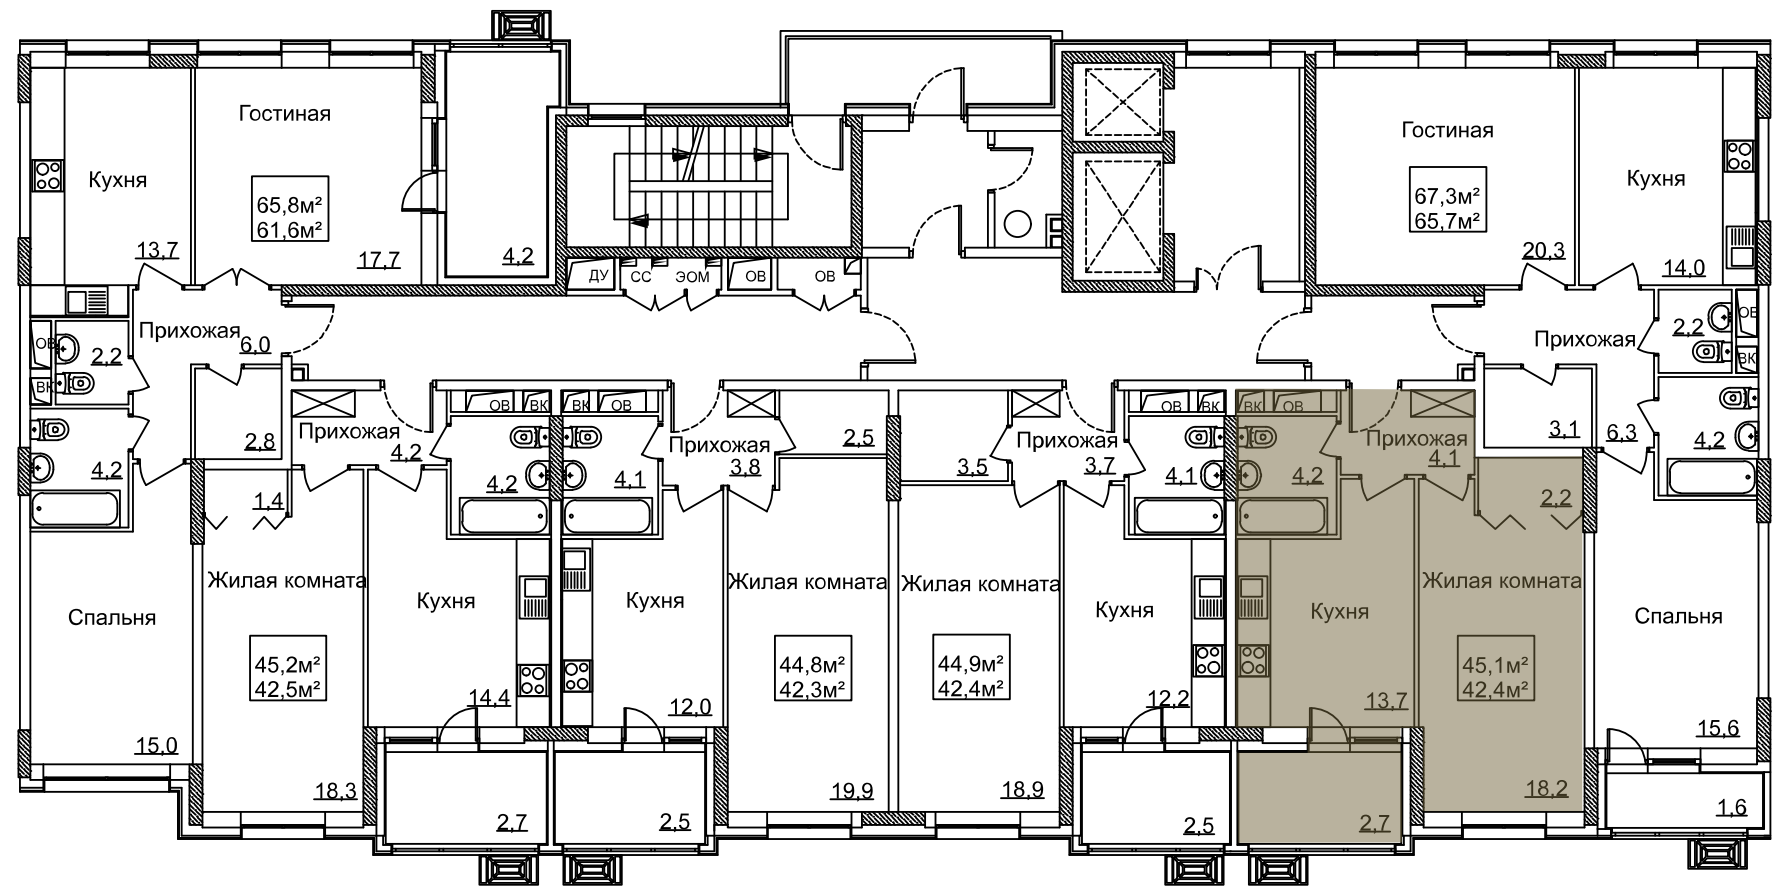 Гостиная
Кухня
65,8м²
61,6м²
13,7
17,7
4,2
Гостиная
Кухня
67,3м²
65,7м²
20,3
14,0
ДУ
СС
ЭОМ
ОВ
ОВ
Прихожая
6,0
ОВ
2,2
ВК
2,8
4,2
Прихожая
2,2
ОВ
ВК
3,1
6,3
4,2
Прихожая
4,2
ОВ
ВК
4,2
1,4
ВК
ОВ
4,1
Прихожая
3,8
2,5
3,5
Прихожая
3,7
ОВ
ВК
4,1
ВК
ОВ
4,2
Прихожая
4,1
2,2
Спальня
15,0
Жилая комната
45,2м²
42,5м²
18,3
Кухня
14,4
2,7
Кухня
12,0
2,5
Жилая комната
44,8м²
42,3м²
19,9
Жилая комната
44,9м²
42,4м²
18,9
Кухня
12,2
2,5
Кухня
13,7
2,7
Жилая комната
45,1м²
42,4м²
18,2
Спальня
15,6
1,6